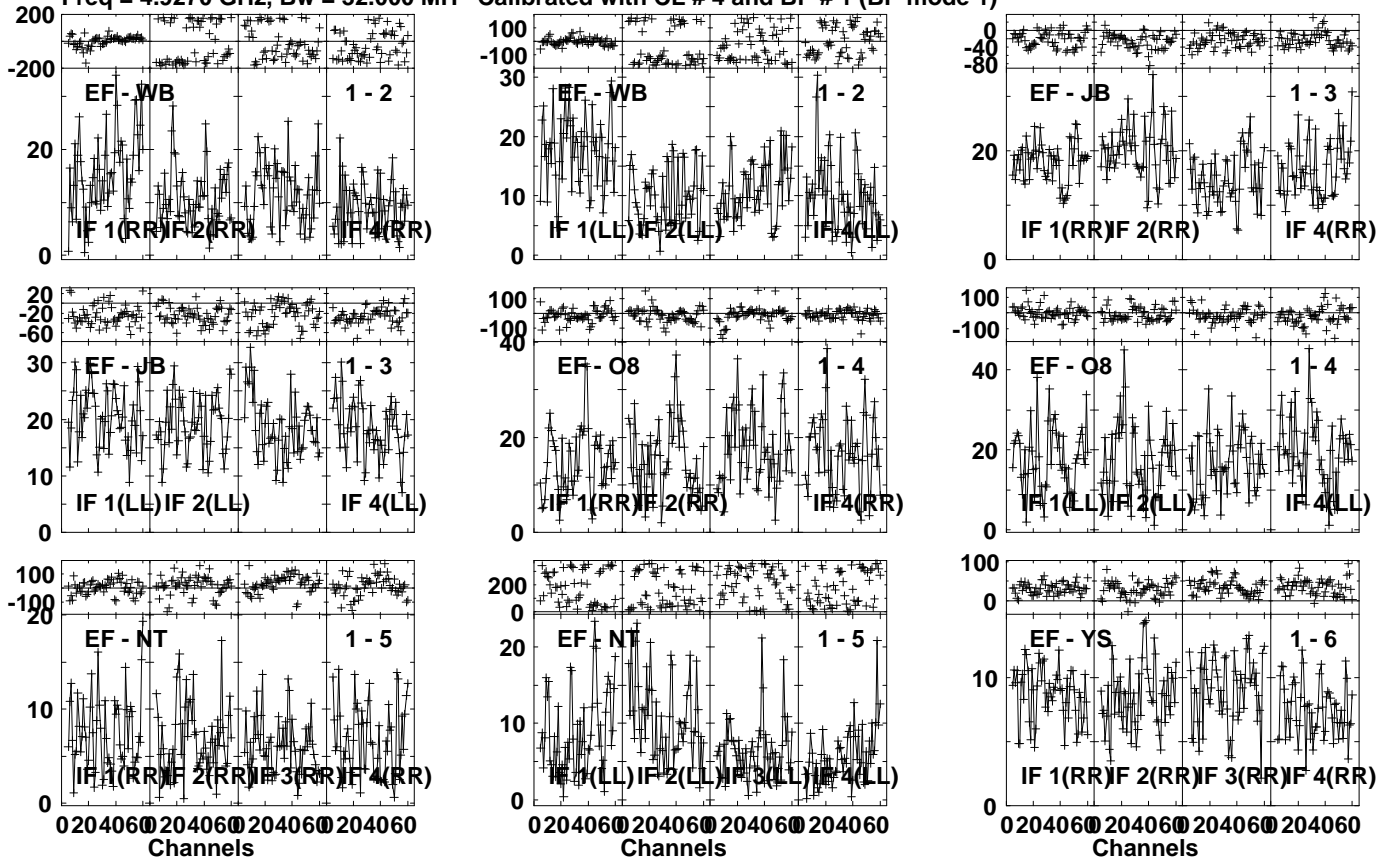 Freq = 4.9270 GHz, Bw = 32.000 MH Calibrated with CL # 4 and BP # 1 (BP mode 1)
200
-200
EF - WB 1 - 2
20
0
IF 1(RR) IF 2(RR) IF 4(RR)
100
-100
30
EF - WB 1 - 2
20
10
0
IF 1(LL) IF 2(LL) IF 4(LL)
0
-40
-80
EF - JB 1 - 3
20
0
IF 1(RR) IF 2(RR) IF 4(RR)
20
-20
-60
EF - JB 1 - 3
30
20
10
0
IF 1(LL) IF 2(LL) IF 4(LL)
100
-100
40
EF - O8 1 - 4
20
0
IF 1(RR) IF 2(RR) IF 4(RR)
100
-100
EF - O8 1 - 4
40
20
0
IF 1(LL) IF 2(LL) IF 4(LL)
100
-100
20
EF - NT 1 - 5
10
0
IF 1(RR) IF 2(RR) IF 3(RR) IF 4(RR)
0 20 40 60 0 20 40 60 0 20 40 60 0 20 40 60
Channels
200
0
EF - NT 1 - 5
20
10
0
IF 1(LL) IF 2(LL) IF 3(LL) IF 4(LL)
0 20 40 60 0 20 40 60 0 20 40 60 0 20 40 60
Channels
100
0
EF - YS 1 - 6
10
0
IF 1(RR) IF 2(RR) IF 3(RR) IF 4(RR)
0 20 40 60 0 20 40 60 0 20 40 60 0 20 40 60
Channels